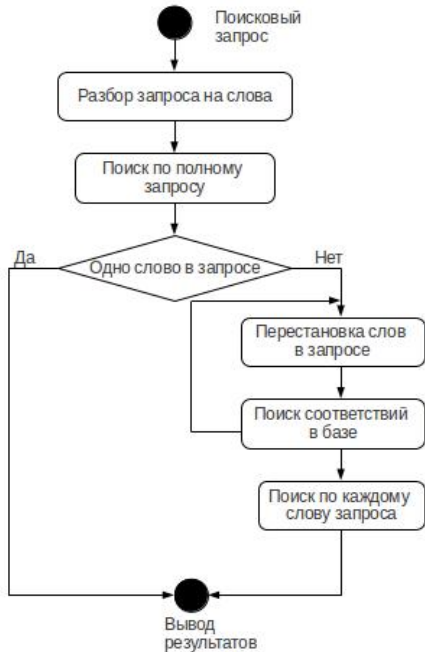 Поисковый
запрос
Разбор запроса на слова
Поиск по полному
запросу
Да
Нет
Одно слово в запросе
Перестановка слов
в запросе
Поиск соответствий
в базе
Поиск по каждому
слову запроса
Вывод
результатов